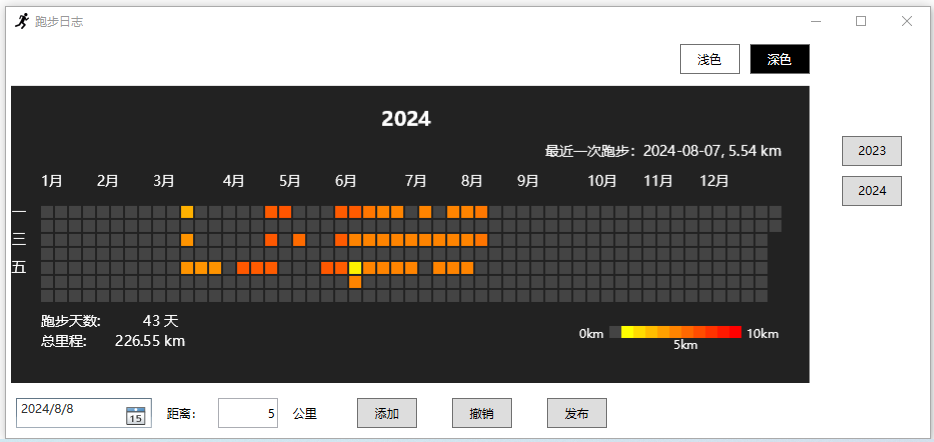 跑步日志
浅色 深色
2024
最近一次跑步：2024-08-07, 5.54 km
2023
2024
1月 2月 3月 4月 5月 6月 7月 8月 9月 10月 11月 12月
一
三
五
跑步天数: 43 天
总里程: 226.55 km
0km 10km
5km
2024/8/8 15 距离: 5 公里 添加 撤销 发布